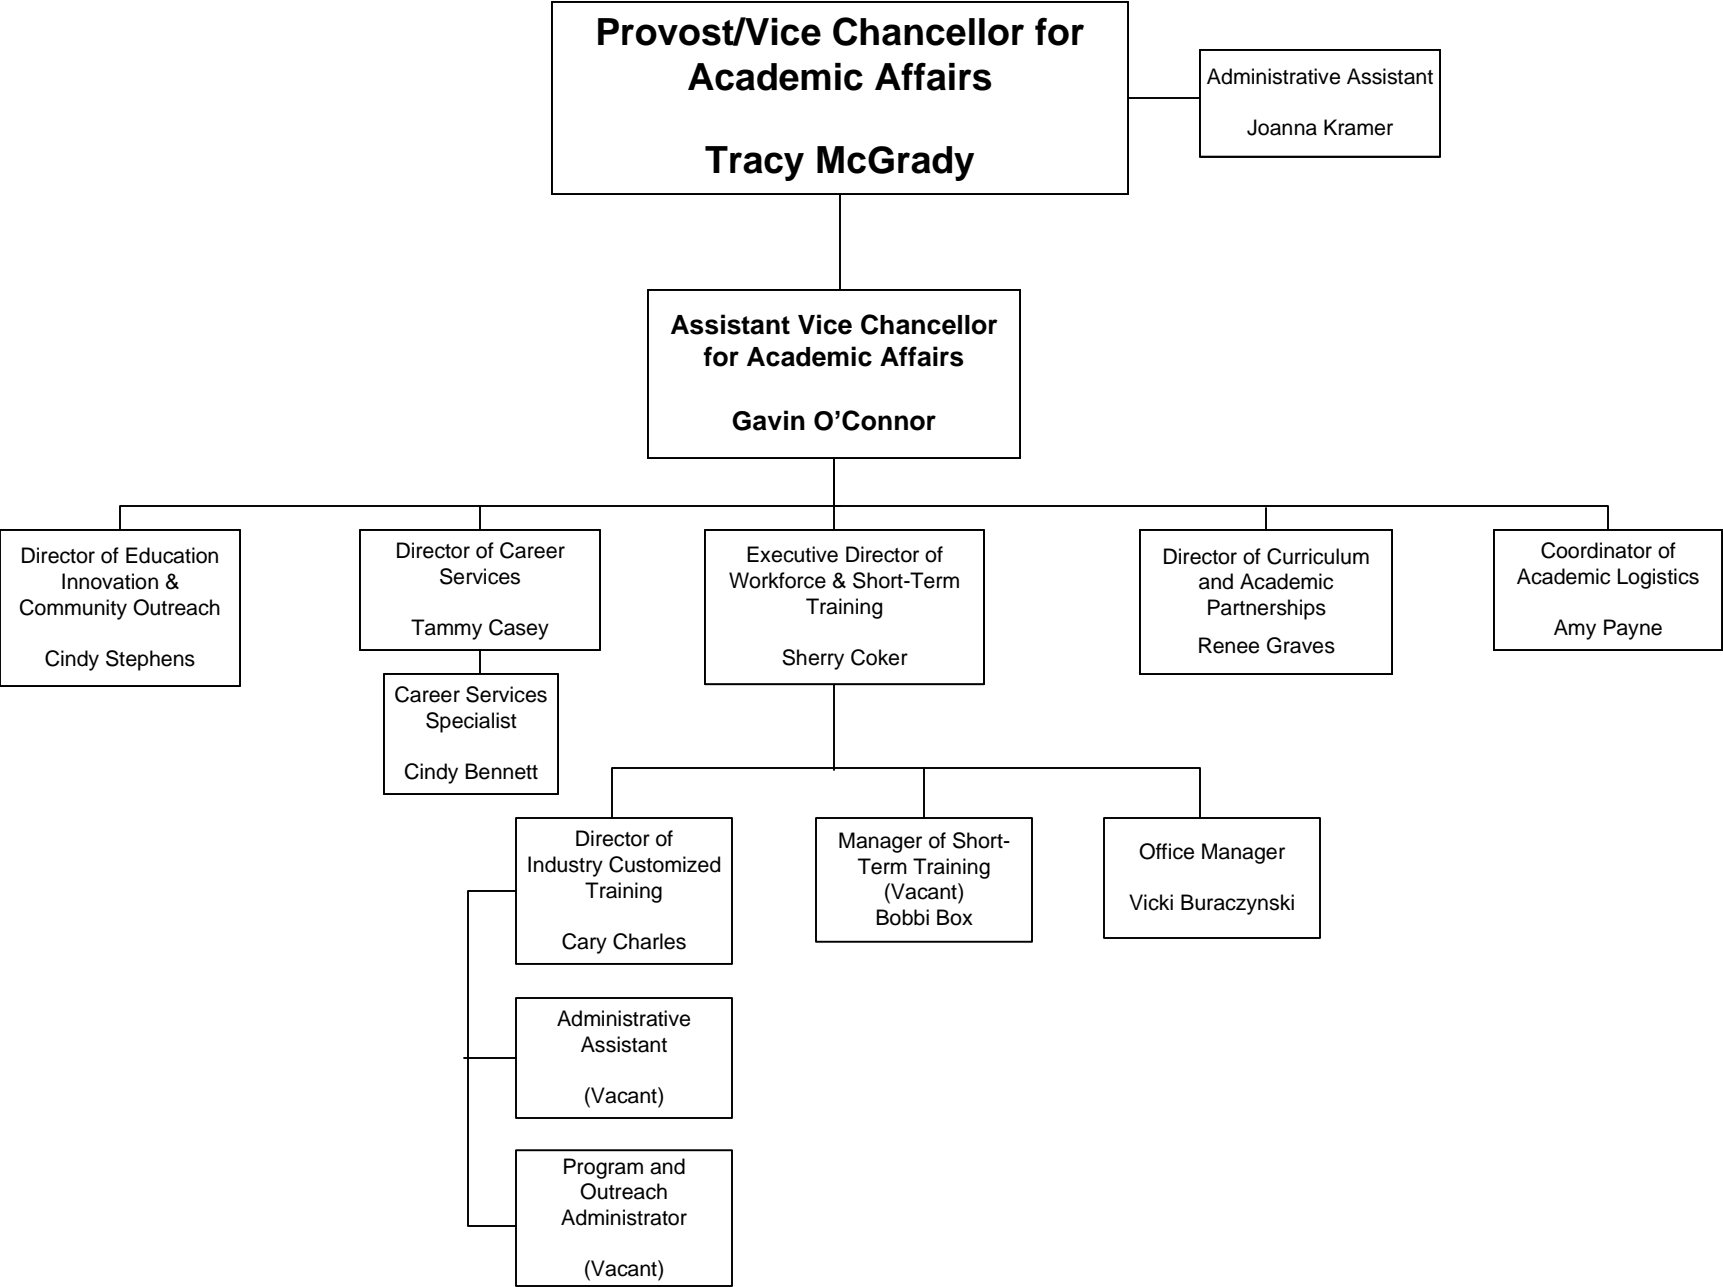 Provost/Vice Chancellor for
Academic Affairs
Tracy McGrady
Administrative Assistant
Joanna Kramer
Assistant Vice Chancellor
for Academic Affairs
Gavin O’Connor
Director of Education
Innovation &
Community Outreach
Cindy Stephens
Director of Career
Services
Tammy Casey
Career Services
Specialist
Cindy Bennett
Executive Director of
Workforce & Short-Term
Training
Sherry Coker
Director of Curriculum
and Academic
Partnerships
Renee Graves
Coordinator of
Academic Logistics
Amy Payne
Director of
Industry Customized
Training
Cary Charles
Manager of Short-
Term Training
(Vacant)
Bobbi Box
Office Manager
Vicki Buraczynski
Administrative
Assistant
(Vacant)
Program and
Outreach
Administrator
(Vacant)